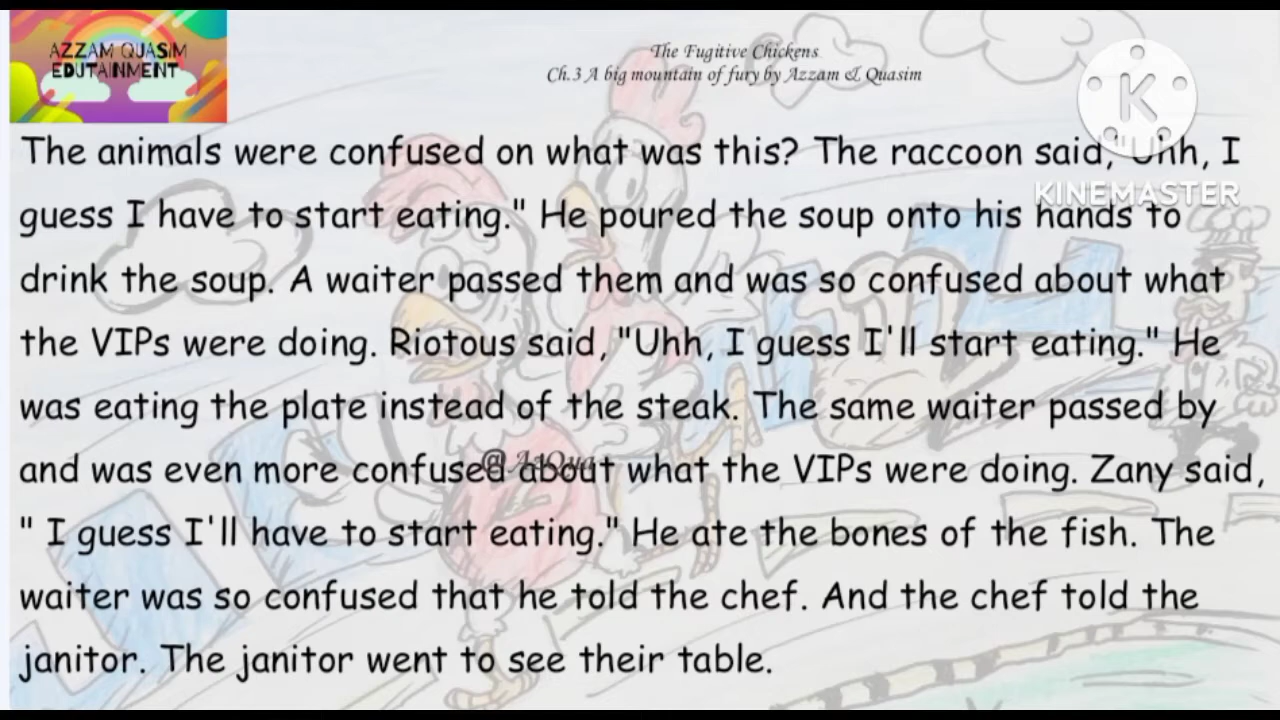 AZZAM QUASIM
EDUTAINMENT
The Fugitive Chickens
Ch.3 A big mountain of fury by Azzam & Quasim
K
KINEMASTER
The animals were confused on what was this? The raccoon said, "Uhh, I
guess I have to start eating." He poured the soup onto his hands to
drink the soup. A waiter passed them and was so confused about what
the VIPs were doing. Riotous said, "Uhh, I guess I'll start eating." He
was eating the plate instead of the steak. The same waiter passed by
and was even more confused about what the VIPs were doing. Zany said,
" I guess I'll have to start eating." He ate the bones of the fish. The
waiter was so confused that he told the chef. And the chef told the
janitor. The janitor went to see their table.